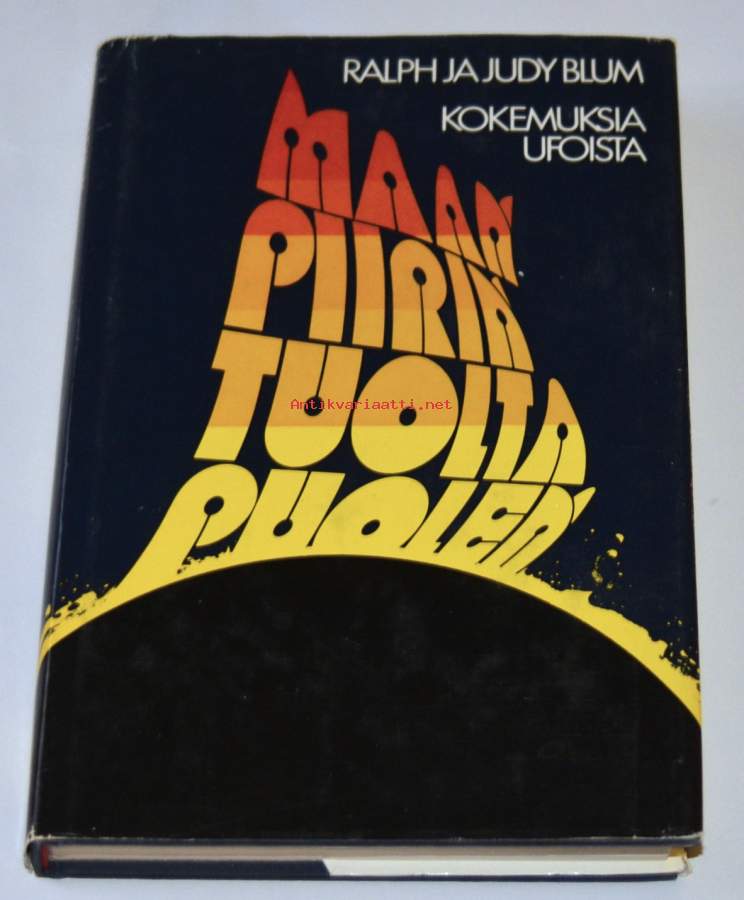 RALPH JA JUDY BLUM
KOKEMUKSIA
UFOISTA
MAAN
PIIRIN
TUOLTA
PUOLEN
Antikvariaatti.net